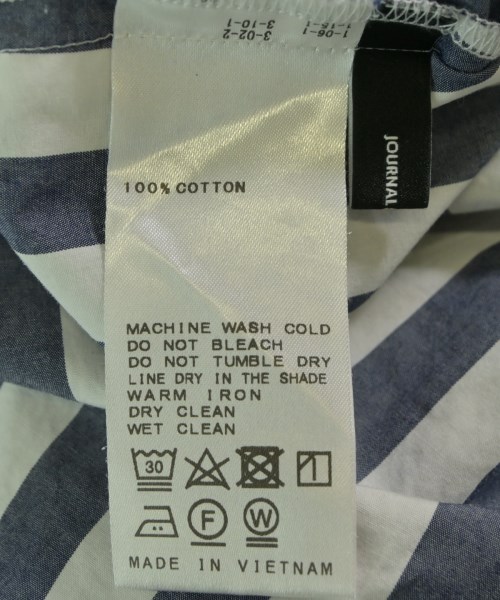 1-06-1
3-02-2
1-15-1
3-10-1
JOURNAL
100% COTTON
MACHINE WASH COLD
DO NOT BLEACH
DO NOT TUMBLE DRY
LINE DRY IN THE SHADE
WARM IRON
DRY CLEAN
WET CLEAN
30
F
W
MADE IN VIETNAM